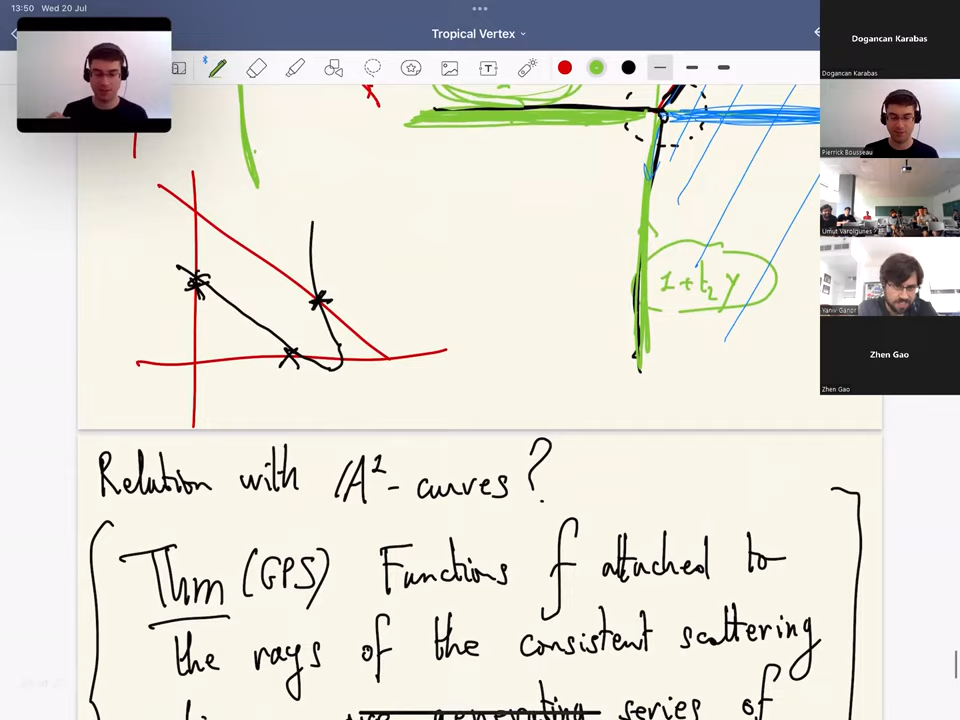 13:50 Wed 20 Jul
Tropical Vertex
Dogancan Karabas
Dogancan Karabas
Pierrick Bousseau
Umut Varolgunes
Yaniv Ganor
Zhen Gao
Zhen Gao
1+t₂y
Relation with /A²-curves?
Thm (GPS) Functions f attached to
the rays of the consistent scattering
generating series of